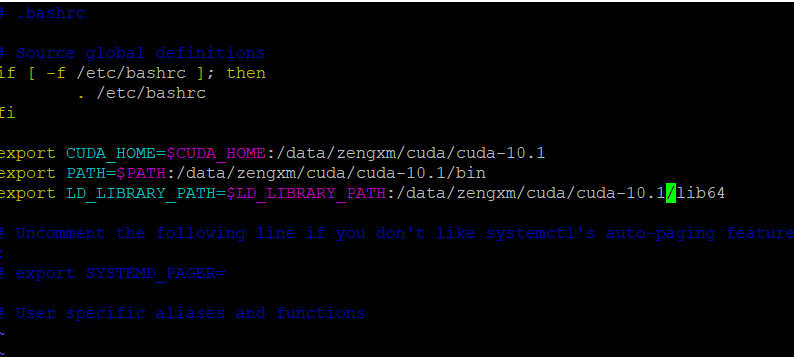 # .bashrc
# Source global definitions
if [ -f /etc/bashrc ]; then
. /etc/bashrc
fi
export CUDA_HOME=$CUDA_HOME:/data/zengxm/cuda/cuda-10.1
export PATH=$PATH:/data/zengxm/cuda/cuda-10.1/bin
export LD_LIBRARY_PATH=$LD_LIBRARY_PATH:/data/zengxm/cuda/cuda-10.1/lib64
# Uncomment the following line if you don't like systemctl's auto-paging feature
:
# export SYSTEMD_PAGER=
# User specific aliases and functions
~
~